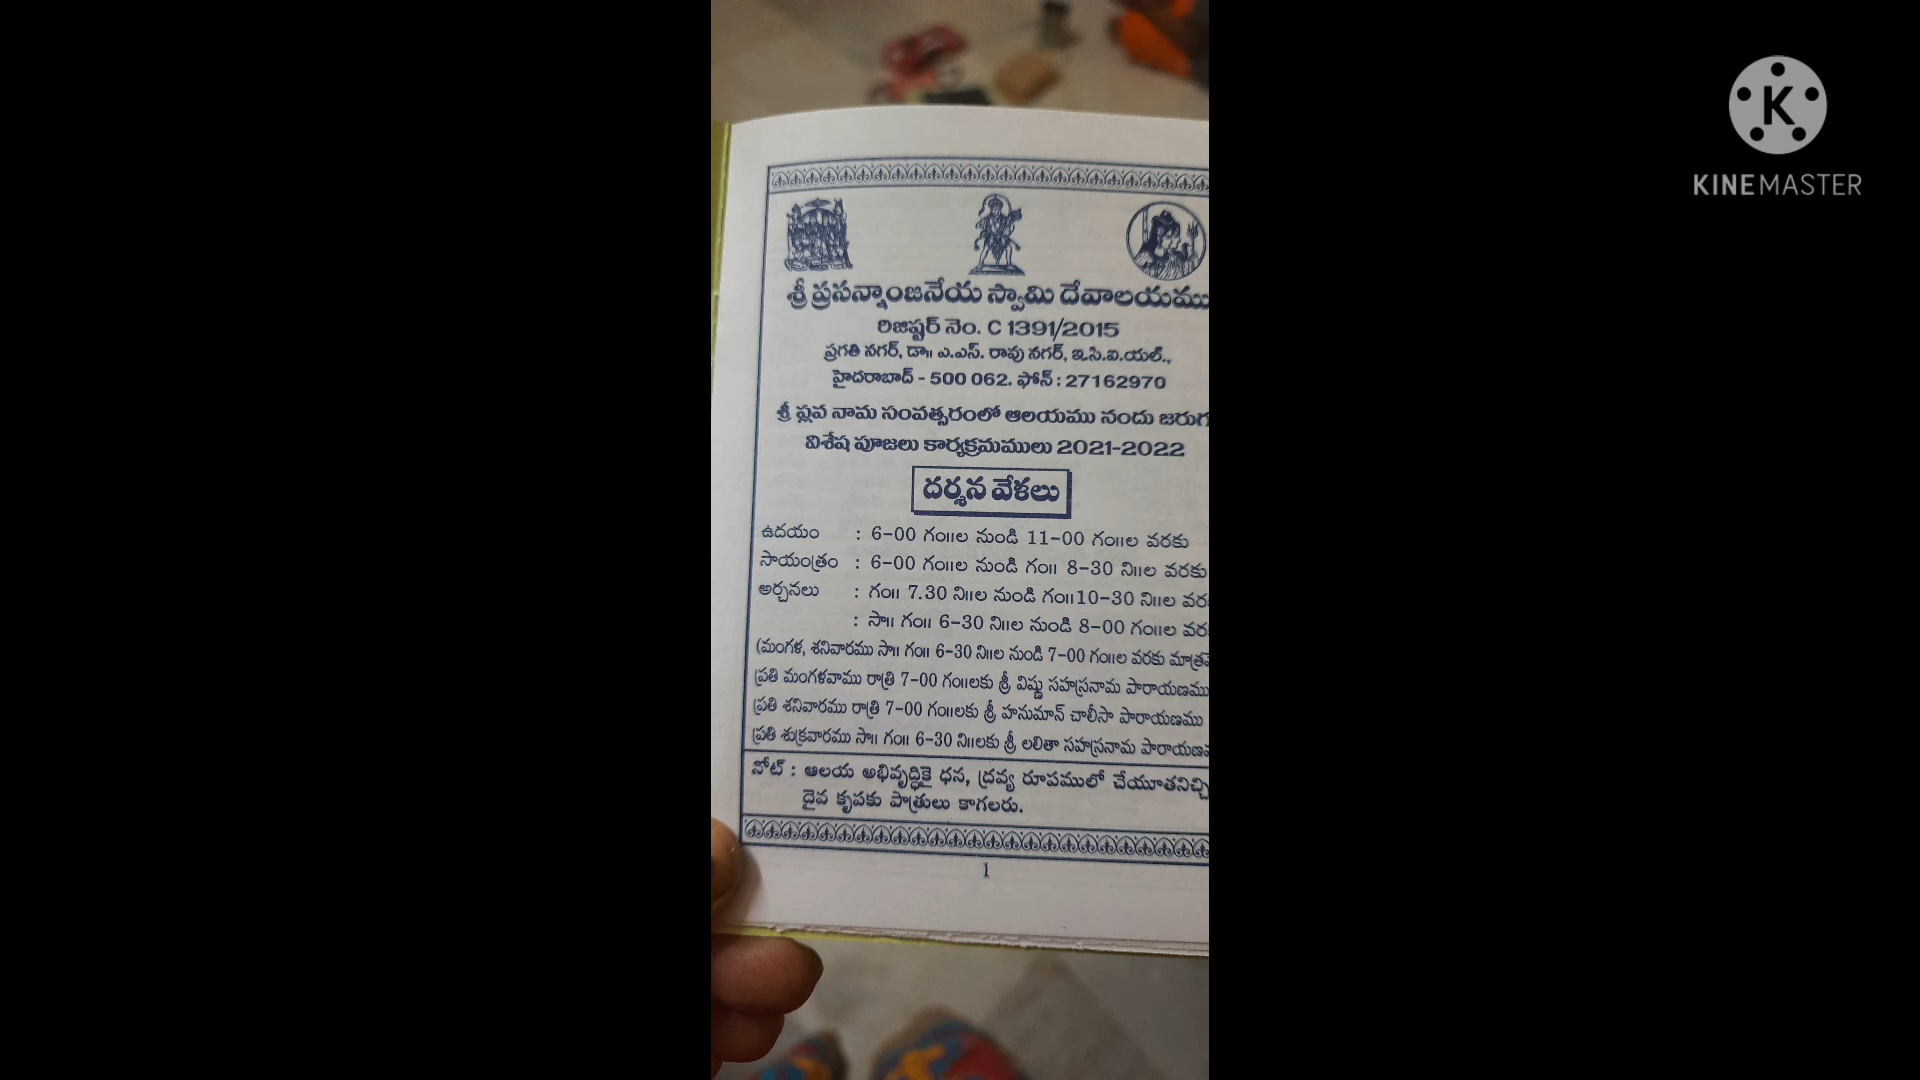 శ్రీ ప్రసన్నాంజనేయ స్వామి దేవాలయము
రిజిష్టర్ నెం. C 1391/2015
ప్రగతి నగర్, డా॥ ఎ.ఎస్. రావు నగర్, ఇ.సి.ఐ.యల్.,
హైదరాబాద్ - 500 062. ఫోన్ : 27162970
శ్రీ ప్లవ నామ సంవత్సరంలో ఆలయము నందు జరుగ
విశేష పూజలు కార్యక్రమములు 2021-2022
దర్శన వేళలు
ఉదయం : 6-00 గం॥ల నుండి 11-00 గం॥ల వరకు
సాయంత్రం : 6-00 గం॥ల నుండి గం॥ 8-30 ని॥ల వరకు
అర్చనలు : గం॥ 7.30 ని॥ల నుండి గం॥10-30 ని॥ల వర
: సా॥ గం॥ 6-30 ని॥ల నుండి 8-00 గం॥ల వర
(మంగళ, శనివారము సా॥ గం॥ 6-30 ని॥ల నుండి 7-00 గం॥ల వరకు మాత్రమే
ప్రతి మంగళవాము రాత్రి 7-00 గం॥లకు శ్రీ విష్ణు సహస్రనామ పారాయణము
ప్రతి శనివారము రాత్రి 7-00 గం॥లకు శ్రీ హనుమాన్ చాలీసా పారాయణము
ప్రతి శుక్రవారము సా॥ గం॥ 6-30 ని॥లకు శ్రీ లలితా సహస్రనామ పారాయణమ
నోట్ : ఆలయ అభివృద్ధికై ధన, ద్రవ్య రూపములో చేయూతనిచ్చి
దైవ కృపకు పాత్రులు కాగలరు.
1
K
KINEMASTER